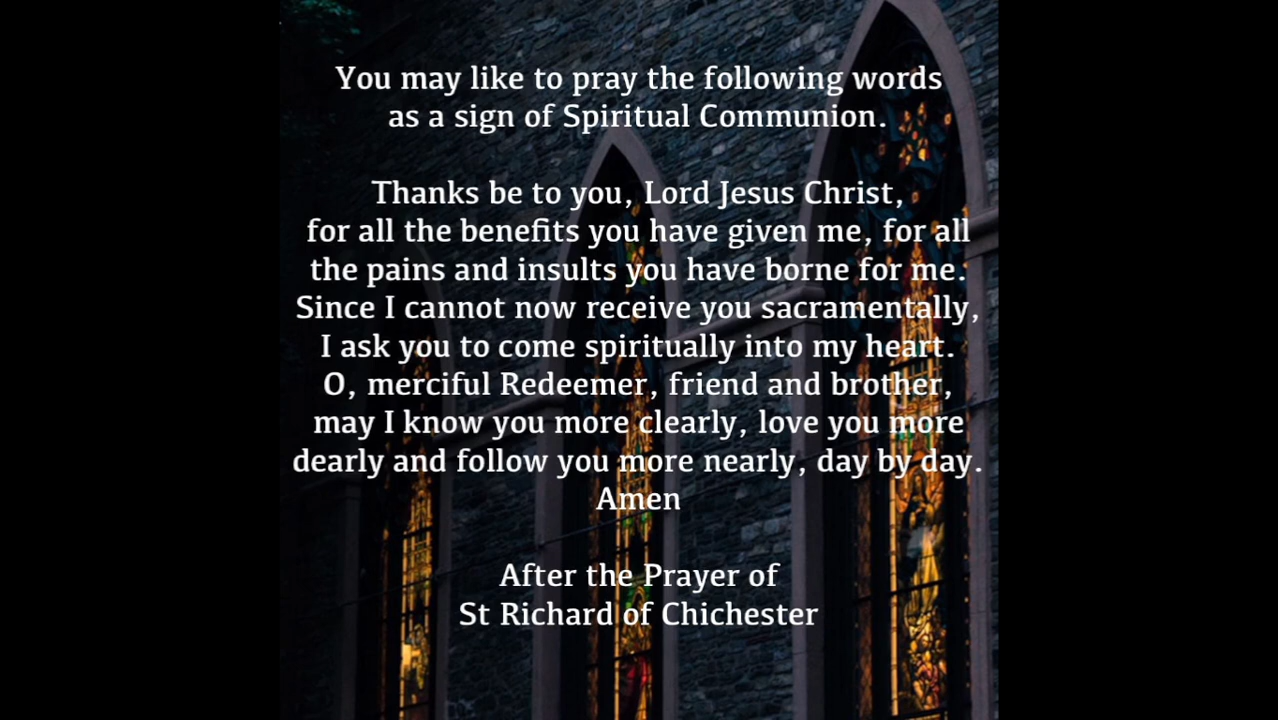 You may like to pray the following words
as a sign of Spiritual Communion.
Thanks be to you, Lord Jesus Christ,
for all the benefits you have given me, for all
the pains and insults you have borne for me.
Since I cannot now receive you sacramentally,
I ask you to come spiritually into my heart.
O, merciful Redeemer, friend and brother,
may I know you more clearly, love you more
dearly and follow you more nearly, day by day.
Amen
After the Prayer of
St Richard of Chichester